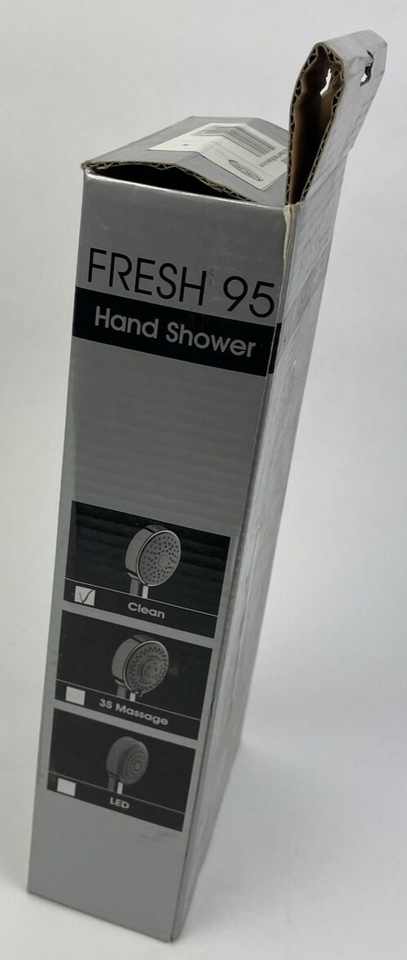 FRESH 95
Hand Shower
Clean
3S Massage
LED